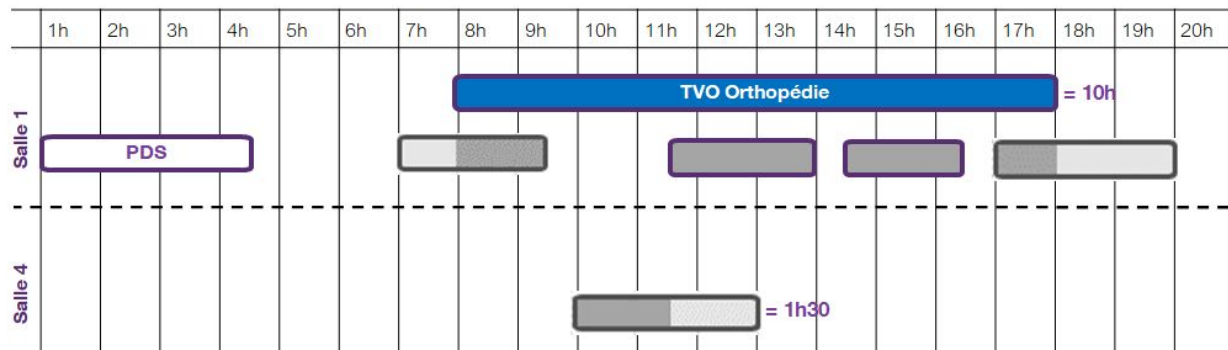 1h 2h 3h 4h 5h 6h 7h 8h 9h 10h 11h 12h 13h 14h 15h 16h 17h 18h 19h 20h
Salle 1
TVO Orthopédie = 10h
PDS
Salle 4
= 1h30